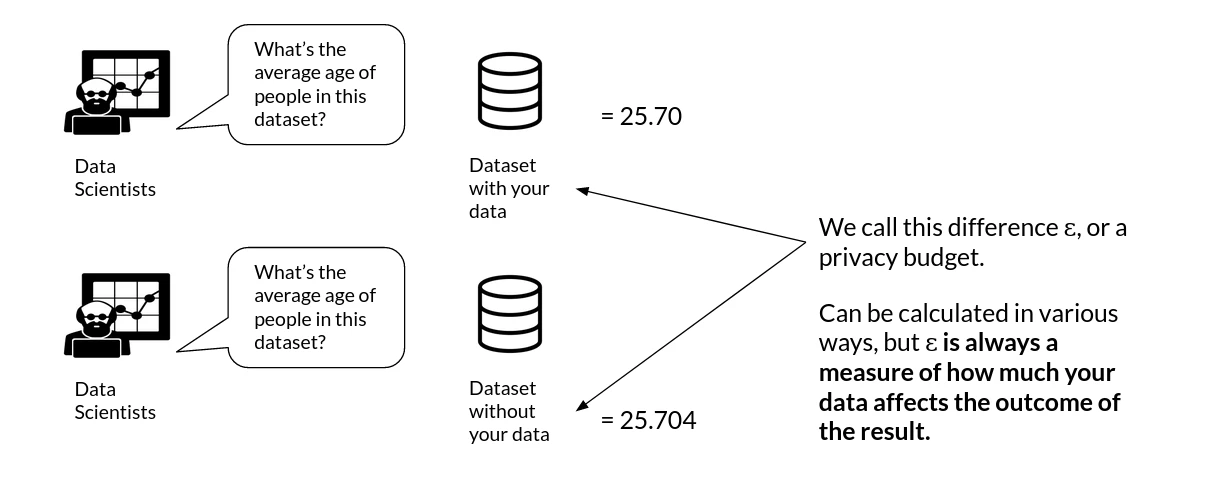 What's the
average age of
people in this
dataset?
= 25.70
Data
Scientists
Dataset
with your
data
We call this difference ε, or a
privacy budget.
Can be calculated in various
ways, but ε is always a
measure of how much your
data affects the outcome of
the result.
What's the
average age of
people in this
dataset?
Data
Scientists
Dataset
without
your data
= 25.704